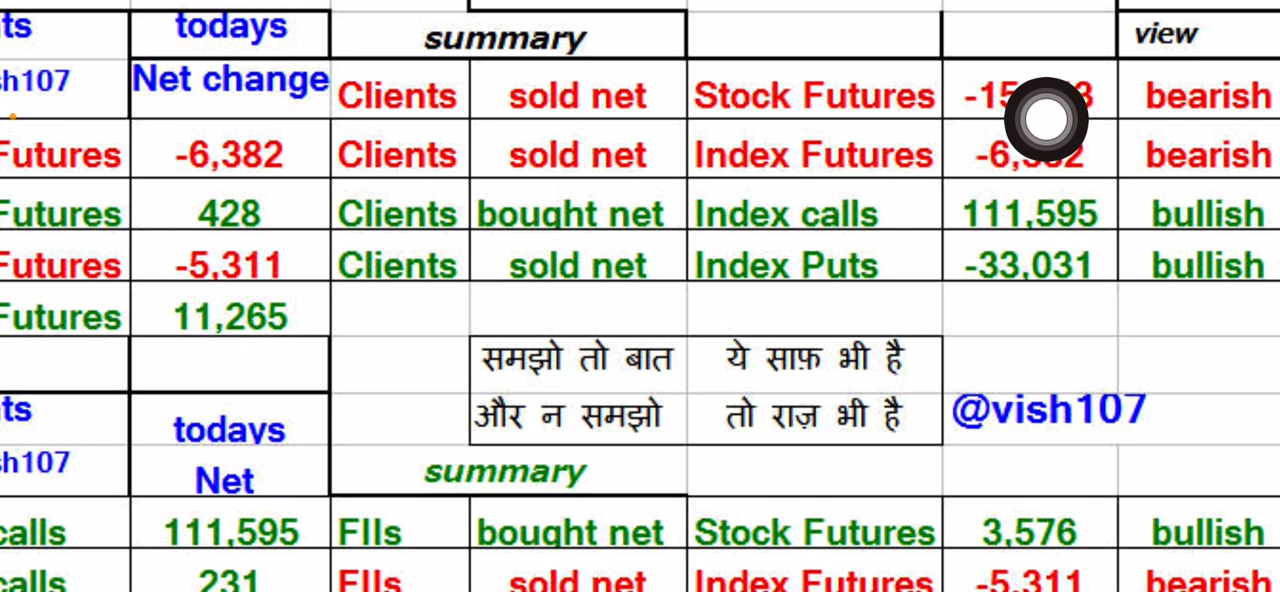 ts todays summary view
sh107 Net change Clients sold net Stock Futures bearish
Futures -6,382 Clients sold net Index Futures bearish
Futures 428 Clients bought net Index calls 111,595 bullish
Futures -5,311 Clients sold net Index Puts -33,031 bullish
Futures 11,265
समझो तो बात ये साफ़ भी है
ts todays और न समझो तो राज़ भी है @vish107
sh107 Net summary
calls 111,595 FIIs bought net Stock Futures 3,576 bullish
calls 231 FIIs sold net Index Futures -5,311 bearish